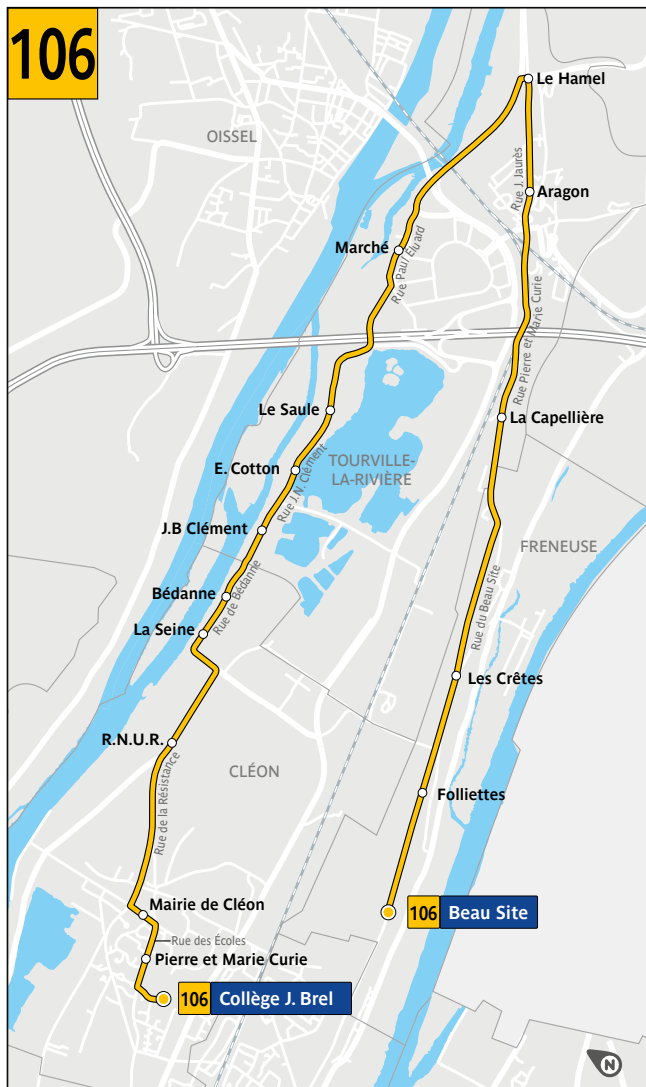 106
Le Hamel
OISSEL
Rue J. Jaurès
Aragon
Marché
Rue Paul Éluard
Rue Pierre et Marie Curie
Le Saule
La Capellière
E. Cotton
TOURVILLE-
LA-RIVIÈRE
Rue J.N. Clément
J.B Clément
FRENEUSE
Bédanne
Rue de Bédanne
Rue du Beau Site
La Seine
Les Crêtes
R.N.U.R.
CLÉON
Rue de la Résistance
Folliettes
Mairie de Cléon
106 Beau Site
Rue des Écoles
Pierre et Marie Curie
106 Collège J. Brel
N